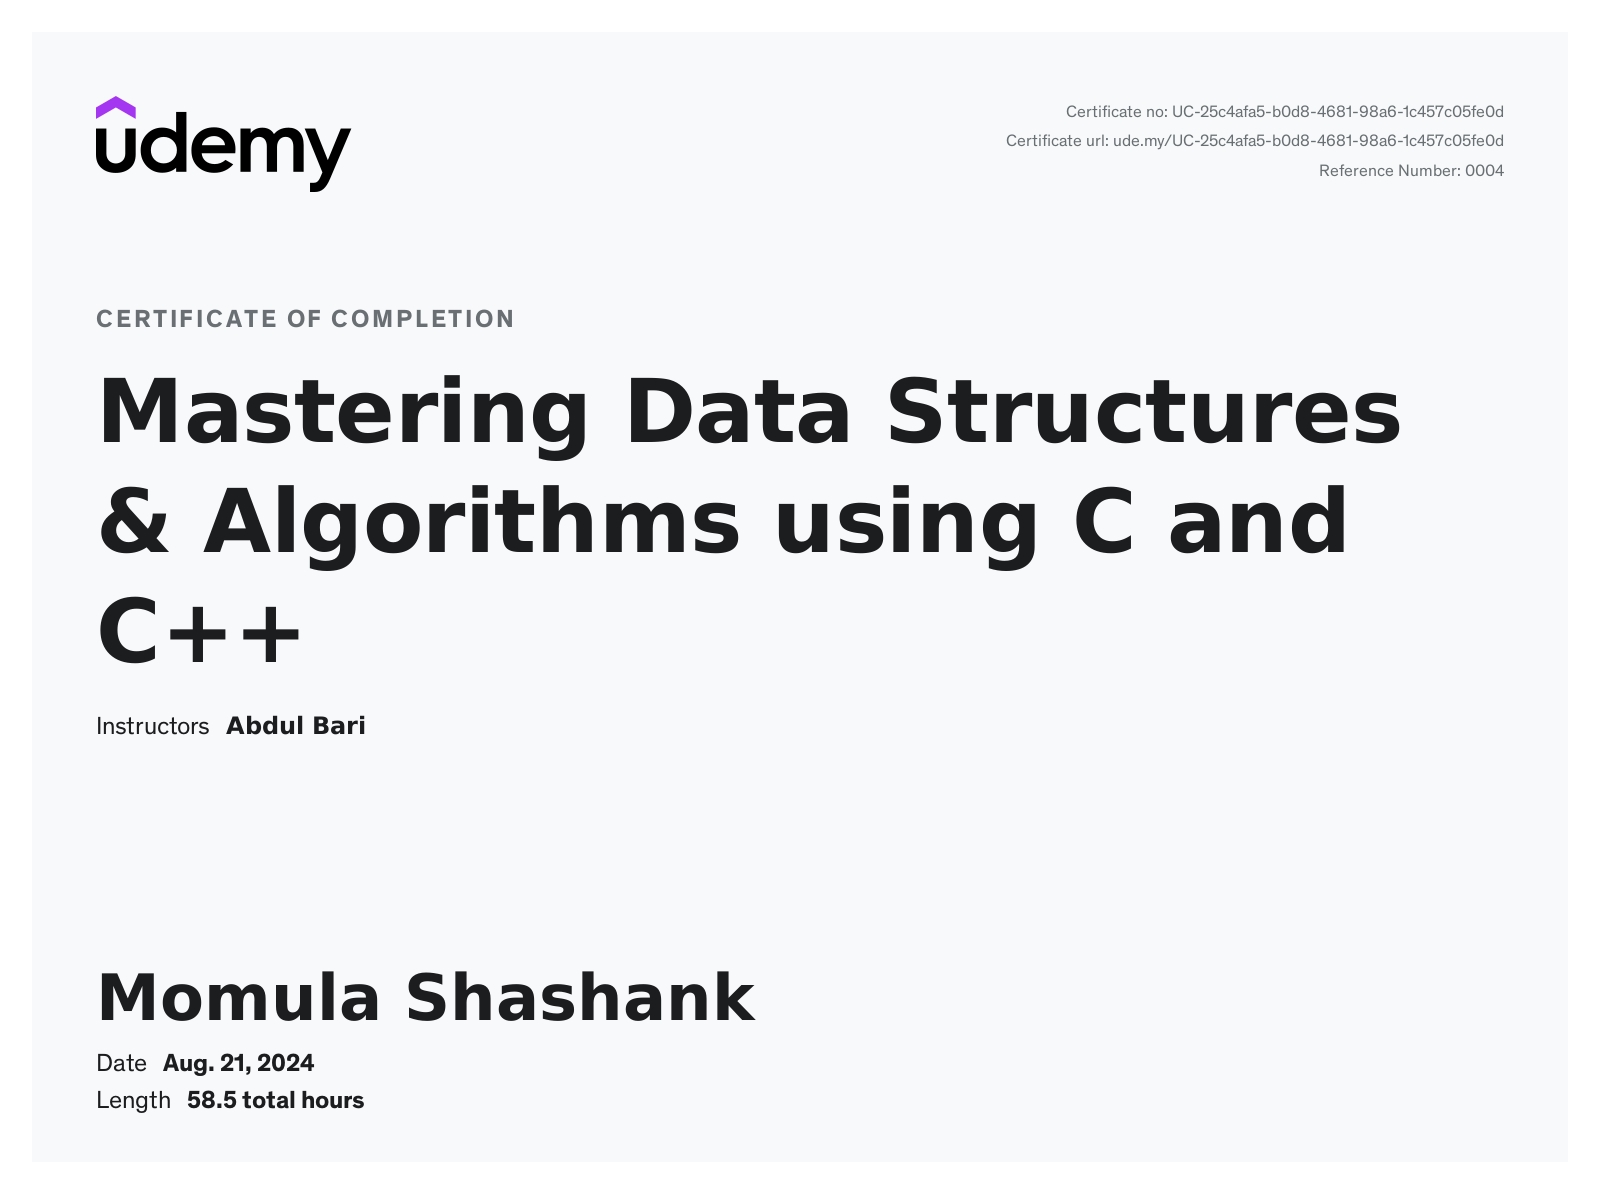 udemy
Certificate no: UC-25c4afa5-b0d8-4681-98a6-1c457c05fe0d
Certificate url: ude.my/UC-25c4afa5-b0d8-4681-98a6-1c457c05fe0d
Reference Number: 0004
CERTIFICATE OF COMPLETION
Mastering Data Structures
& Algorithms using C and
C++
Instructors Abdul Bari
Momula Shashank
Date Aug. 21, 2024
Length 58.5 total hours